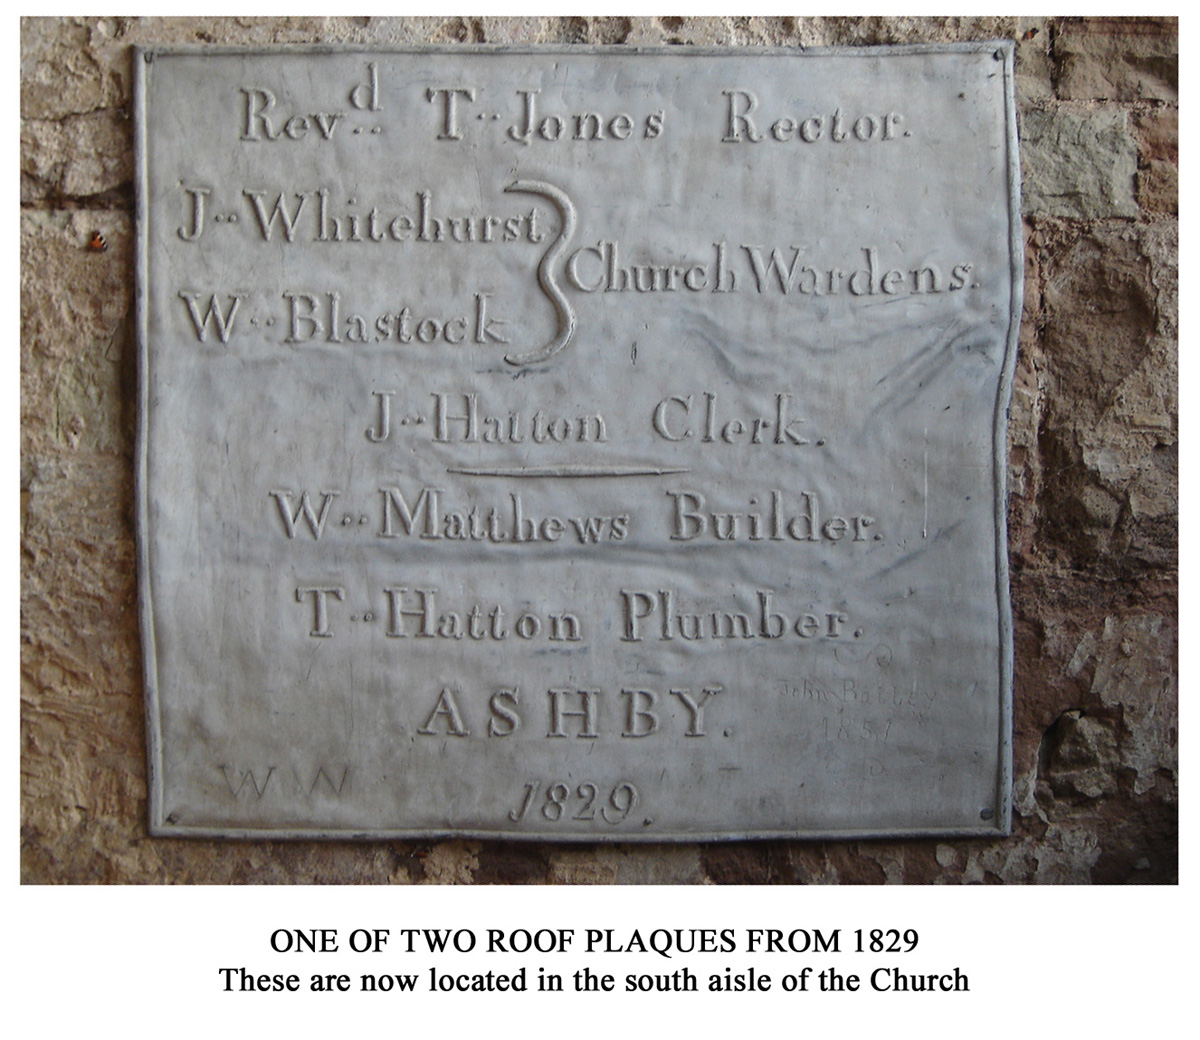 Revd.. T..Jones Rector.
J..Whitehurst
Church Wardens.
W..Blastock
J..Hatton Clerk.
W..Matthews Builder.
T..Hatton Plumber.
ASHBY.
John
1851
W W
1829.
ONE OF TWO ROOF PLAQUES FROM 1829
These are now located in the south aisle of the Church